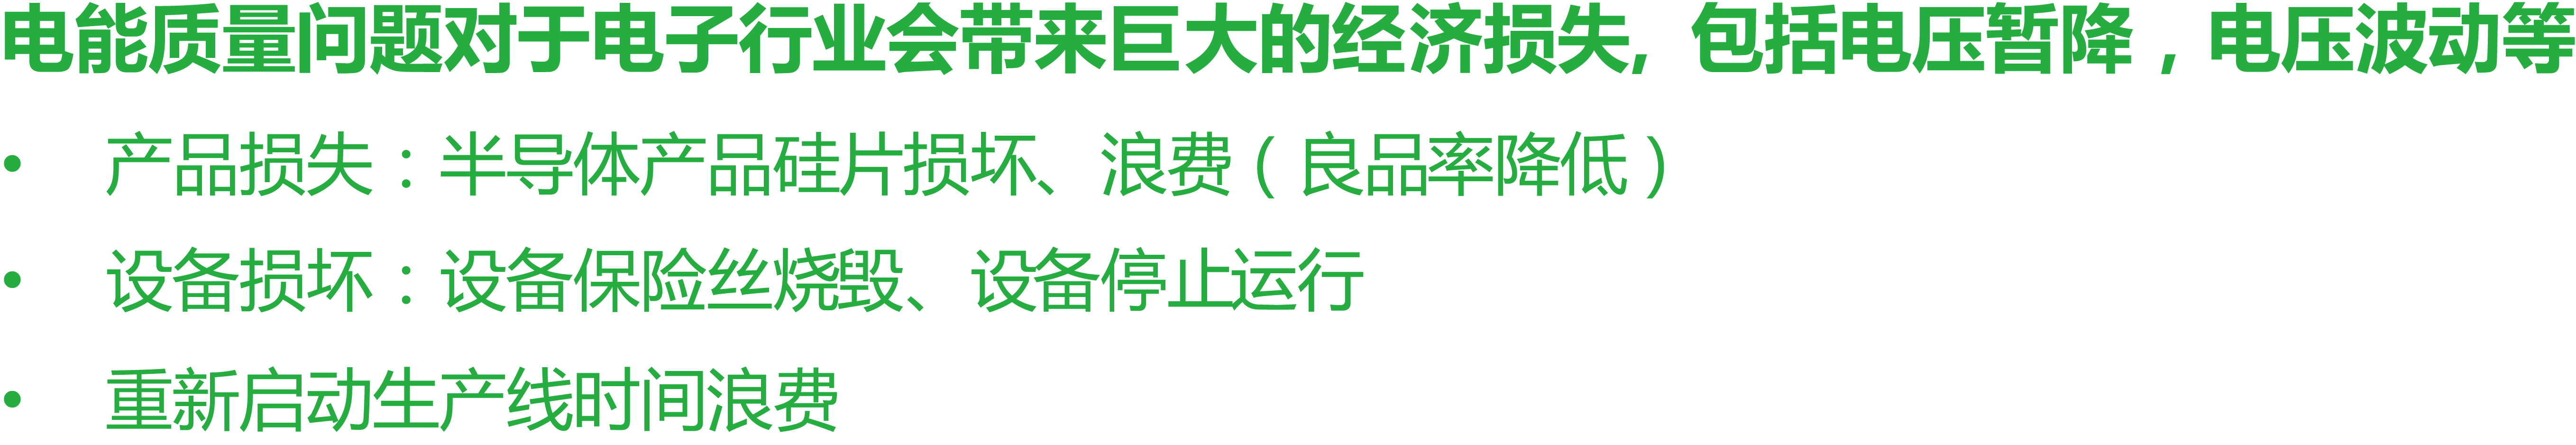 电能质量问题对于电子行业会带来巨大的经济损失, 包括电压暂降，电压波动等
• 产品损失：半导体产品硅片损坏、浪费（良品率降低）
• 设备损坏：设备保险丝烧毁、设备停止运行
• 重新启动生产线时间浪费